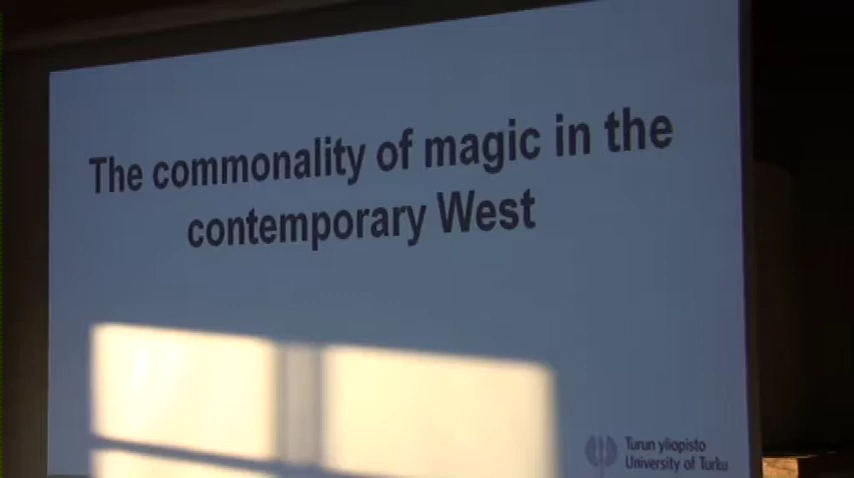 The commonality of magic in the
contemporary West
Turun yliopisto
University of Turku